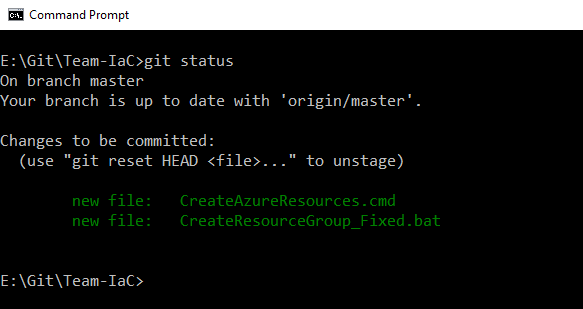 Command Prompt
E:\Git\Team-IaC>git status
On branch master
Your branch is up to date with 'origin/master'.
Changes to be committed:
(use "git reset HEAD <file>..." to unstage)
new file: CreateAzureResources.cmd
new file: CreateResourceGroup_Fixed.bat
E:\Git\Team-IaC>